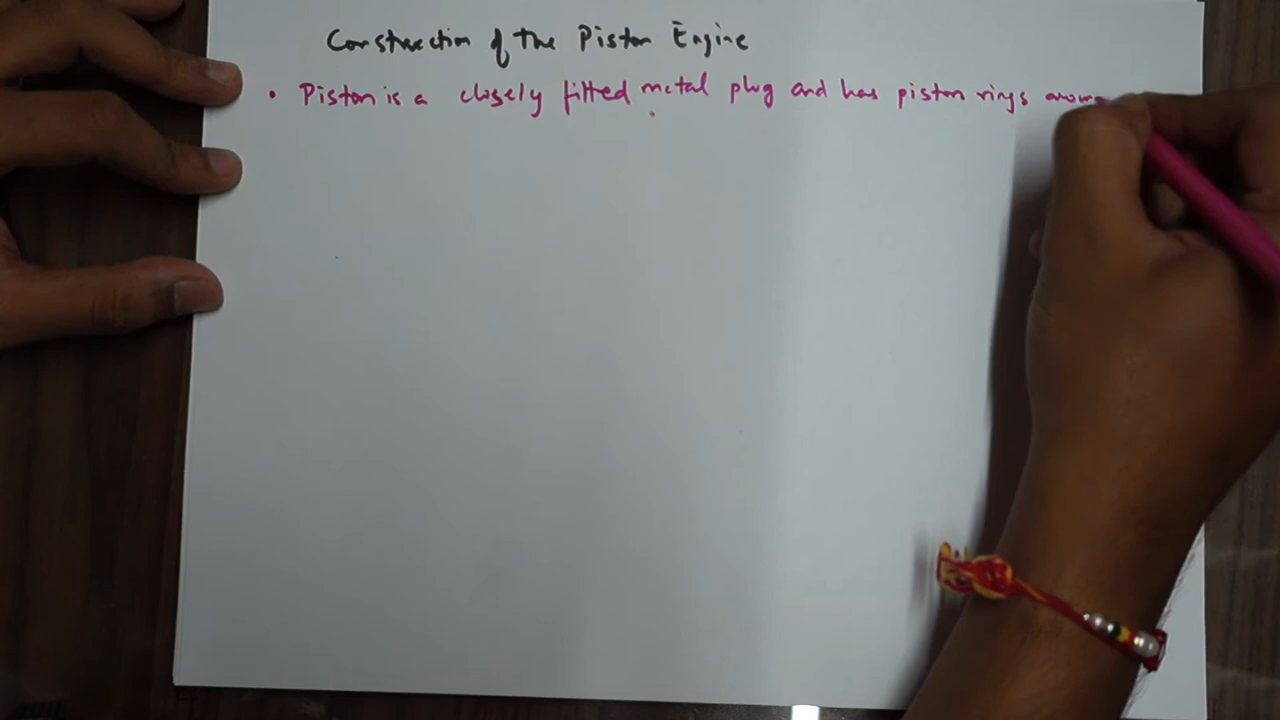 Construction of the Piston Engine
• Piston is a closely fitted metal plug and has piston rings